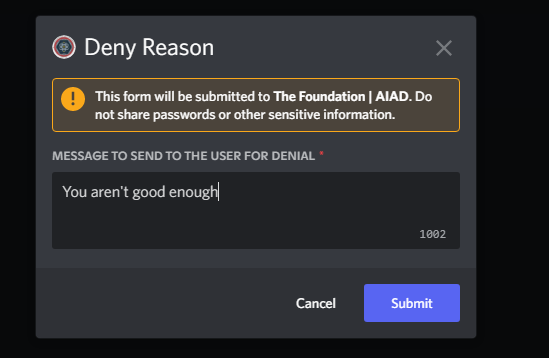 Deny Reason
This form will be submitted to The Foundation | AIAD. Do
not share passwords or other sensitive information.
MESSAGE TO SEND TO THE USER FOR DENIAL *
You aren't good enough
1002
Cancel
Submit